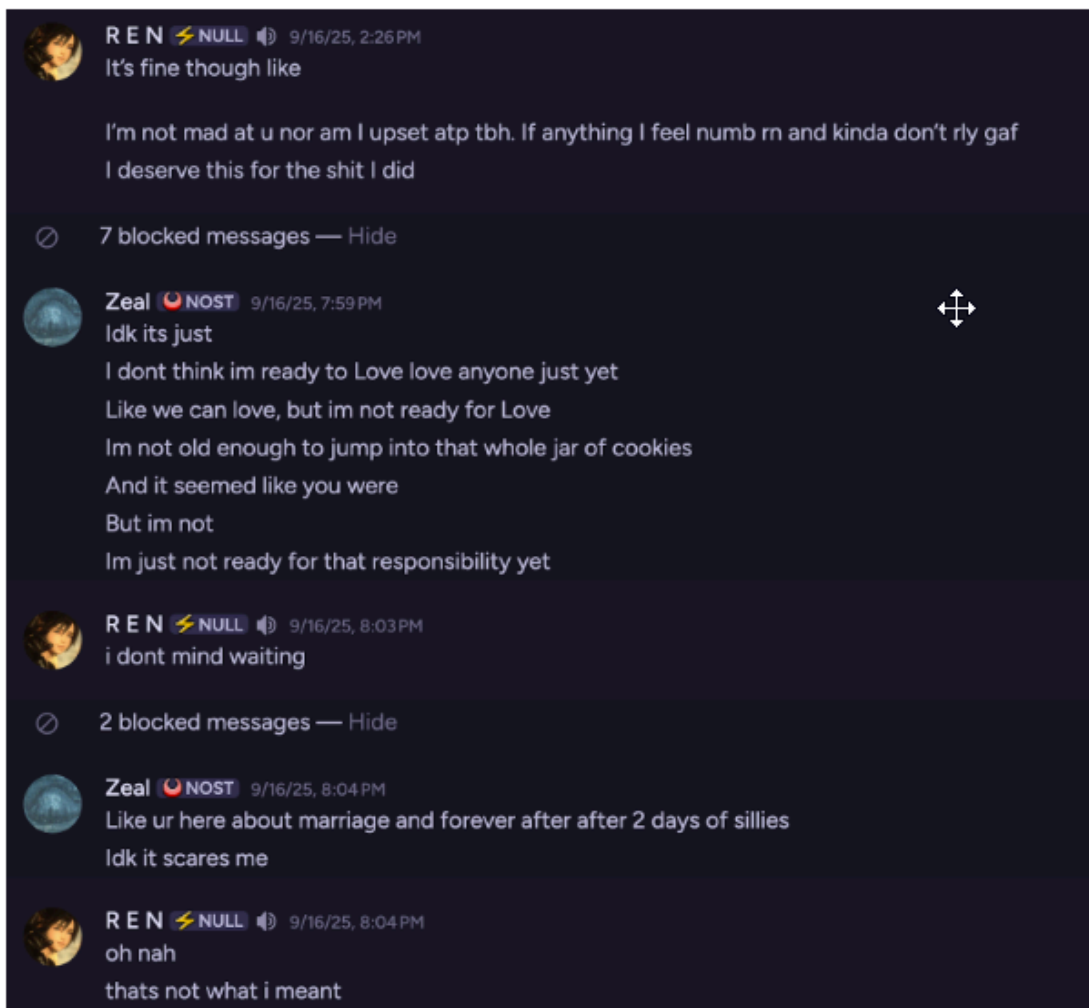 R E N NULL 9/16/25, 2:26 PM
It's fine though like
I'm not mad at u nor am I upset atp tbh. If anything I feel numb rn and kinda don't rly gaf
I deserve this for the shit I did
7 blocked messages — Hide
Zeal NOST 9/16/25, 7:59 PM
Idk its just
I dont think im ready to Love love anyone just yet
Like we can love, but im not ready for Love
Im not old enough to jump into that whole jar of cookies
And it seemed like you were
But im not
Im just not ready for that responsibility yet
R E N NULL 9/16/25, 8:03 PM
i dont mind waiting
2 blocked messages — Hide
Zeal NOST 9/16/25, 8:04 PM
Like ur here about marriage and forever after after 2 days of sillies
Idk it scares me
R E N NULL 9/16/25, 8:04 PM
oh nah
thats not what i meant